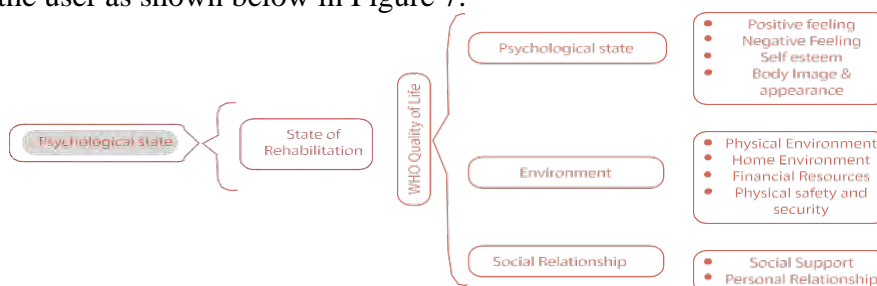 the user as shown below in Figure 7.
Psychological state
State of
Rehabilitation
WHO Quality of Life
Psychological state
• Positive feeling
• Negative Feeling
• Self esteem
• Body Image &
appearance
Environment
• Physical Environment
• Home Environment
• Financial Resources
• Physical safety and
security
Social Relationship
• Social Support
• Personal Relationship